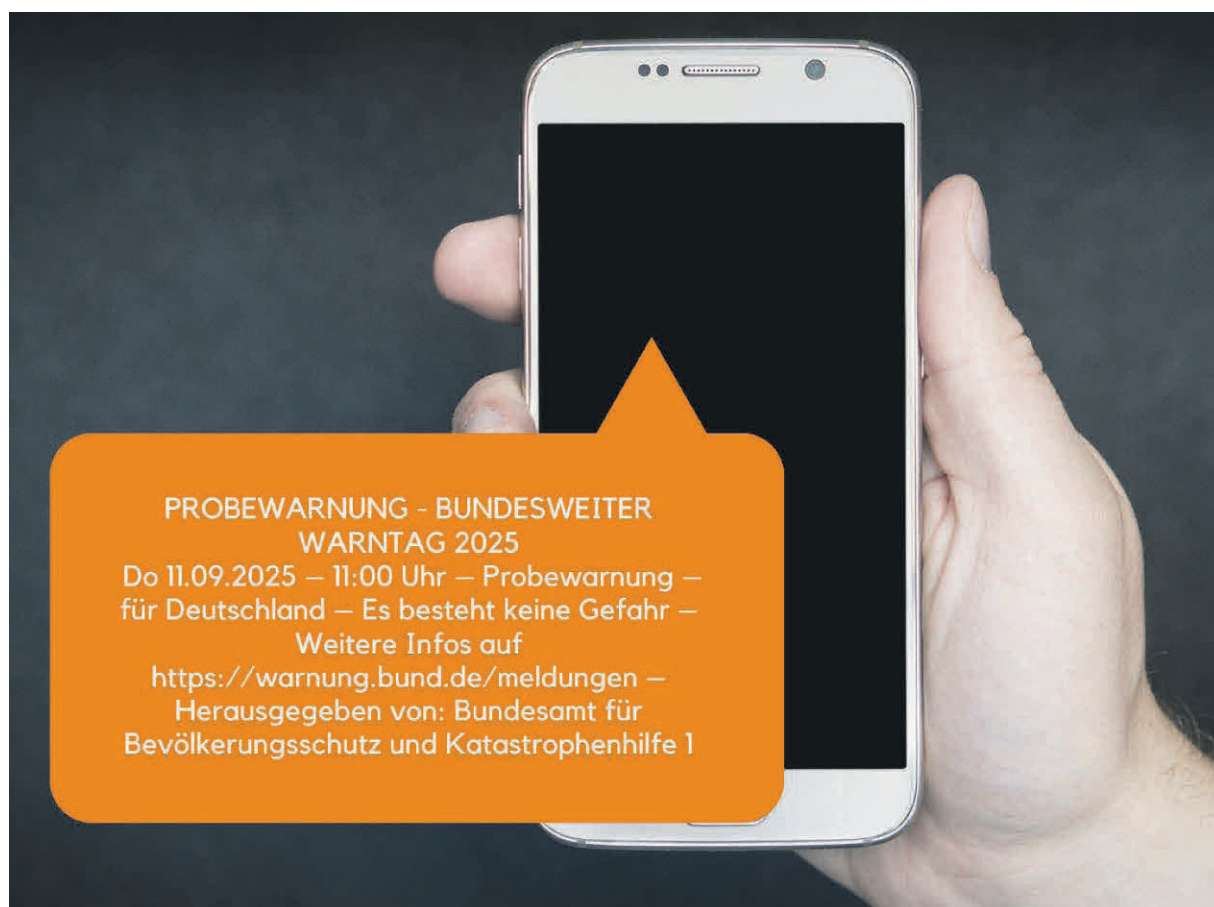 PROBEWARNUNG - BUNDESWEITER
WARNTAG 2025
Do 11.09.2025 – 11:00 Uhr – Probewarnung –
für Deutschland – Es besteht keine Gefahr –
Weitere Infos auf
https://warnung.bund.de/meldungen –
Herausgegeben von: Bundesamt für
Bevölkerungsschutz und Katastrophenhilfe 1